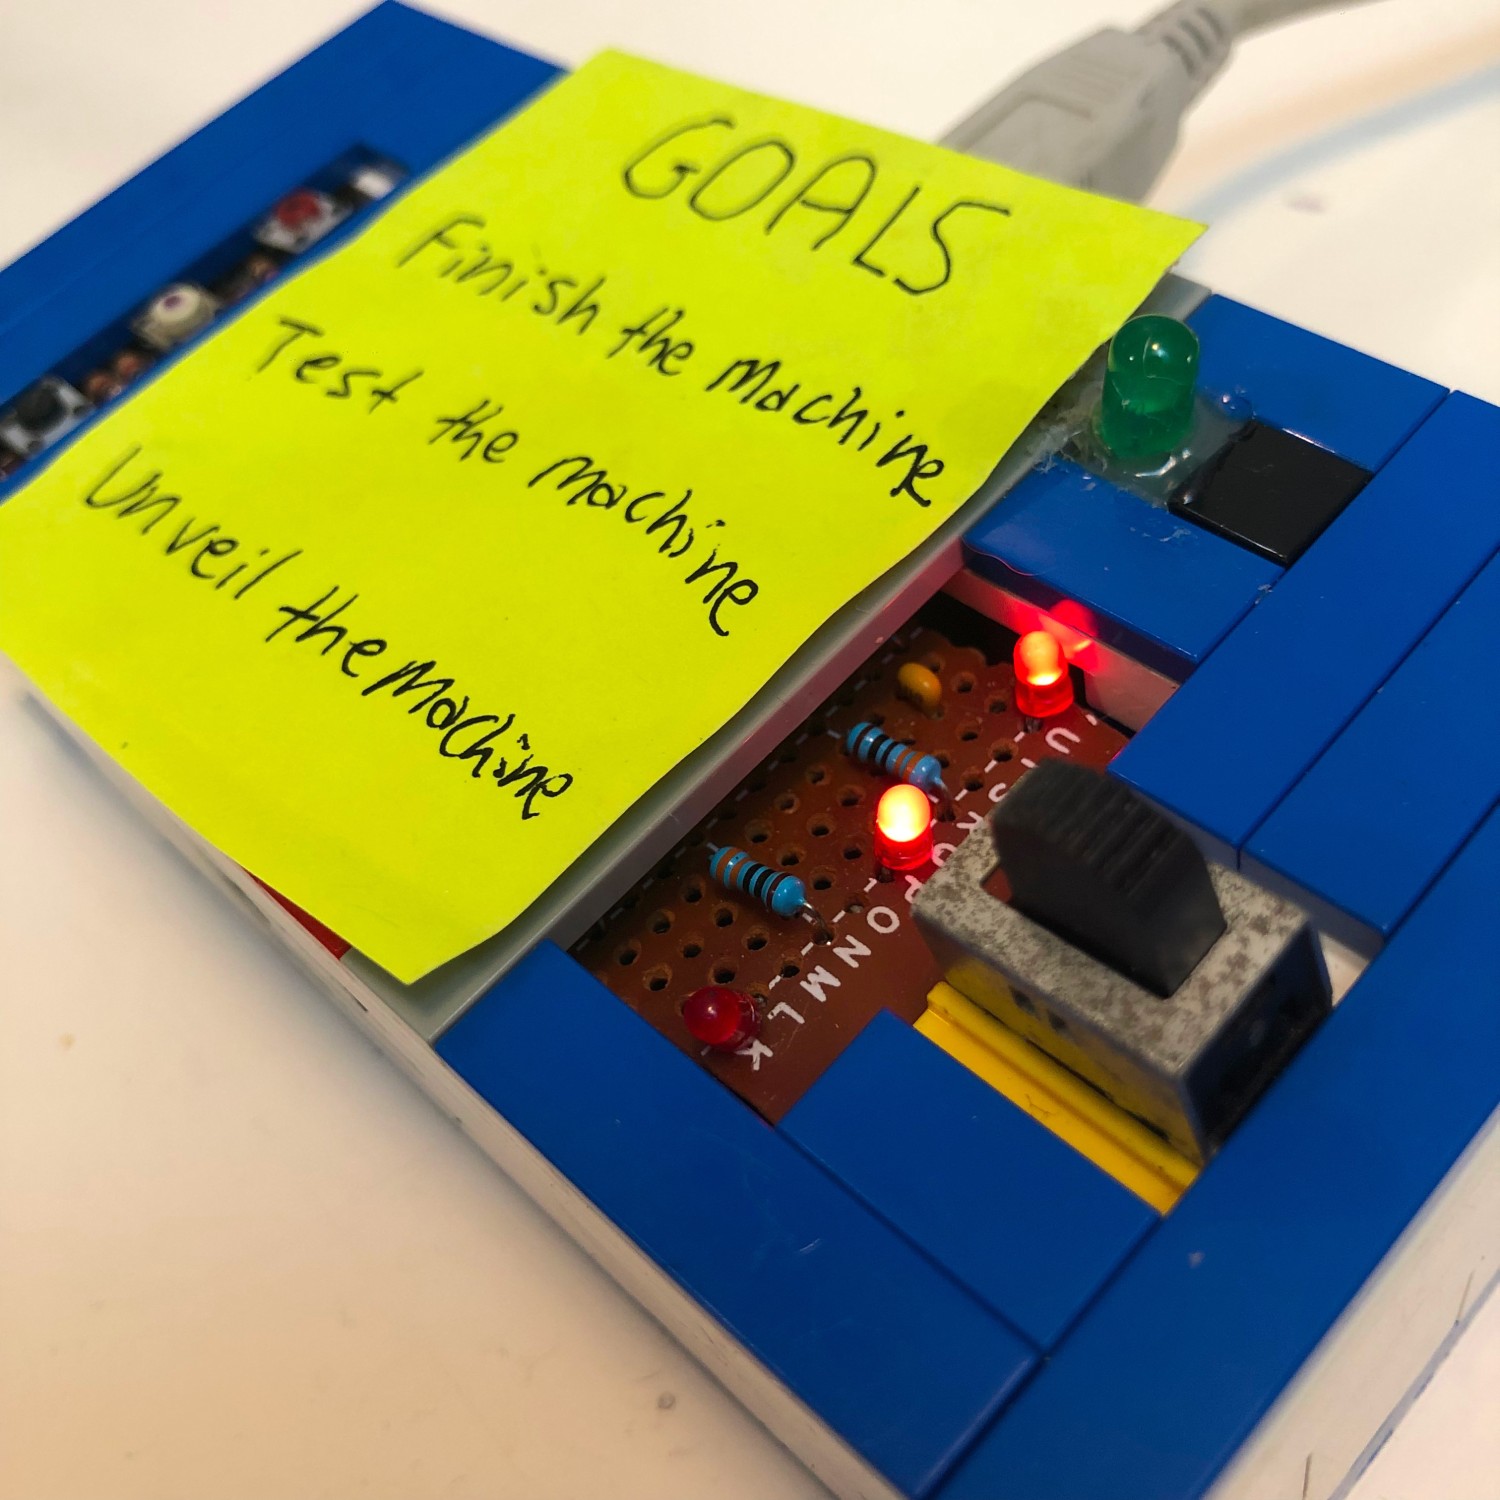 GOALS
Finish the machine
Test the machine
Unveil the machine
U
T
S
R
Q
P
O
N
M
L
K